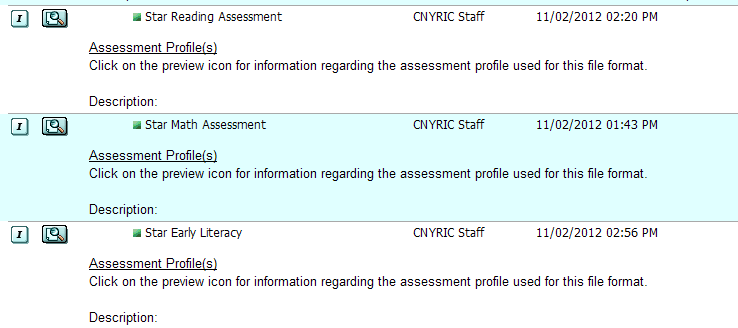 I Star Reading Assessment CNYRIC Staff 11/02/2012 02:20 PM
Assessment Profile(s)
Click on the preview icon for information regarding the assessment profile used for this file format.
Description:
I Star Math Assessment CNYRIC Staff 11/02/2012 01:43 PM
Assessment Profile(s)
Click on the preview icon for information regarding the assessment profile used for this file format.
Description:
I Star Early Literacy CNYRIC Staff 11/02/2012 02:56 PM
Assessment Profile(s)
Click on the preview icon for information regarding the assessment profile used for this file format.
Description: